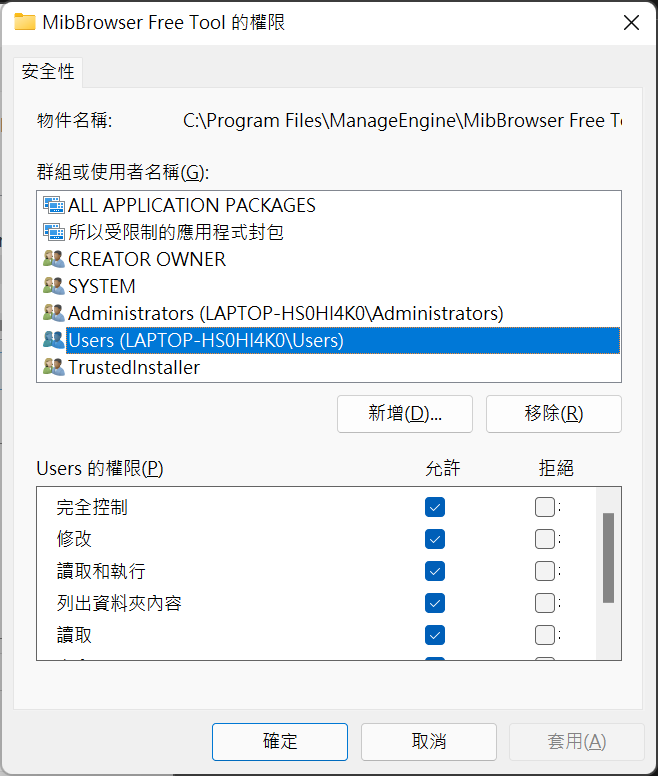 MibBrowser Free Tool 的權限
安全性
物件名稱: C:\Program Files\ManageEngine\MibBrowser Free To
群組或使用者名稱(G):
ALL APPLICATION PACKAGES
所以受限制的應用程式封包
CREATOR OWNER
SYSTEM
Administrators (LAPTOP-HS0HI4K0\Administrators)
Users (LAPTOP-HS0HI4K0\Users)
TrustedInstaller
新增(D)... 移除(R)
Users 的權限(P) 允許 拒絕
完全控制
修改
讀取和執行
列出資料夾內容
讀取
確定 取消 套用(A)